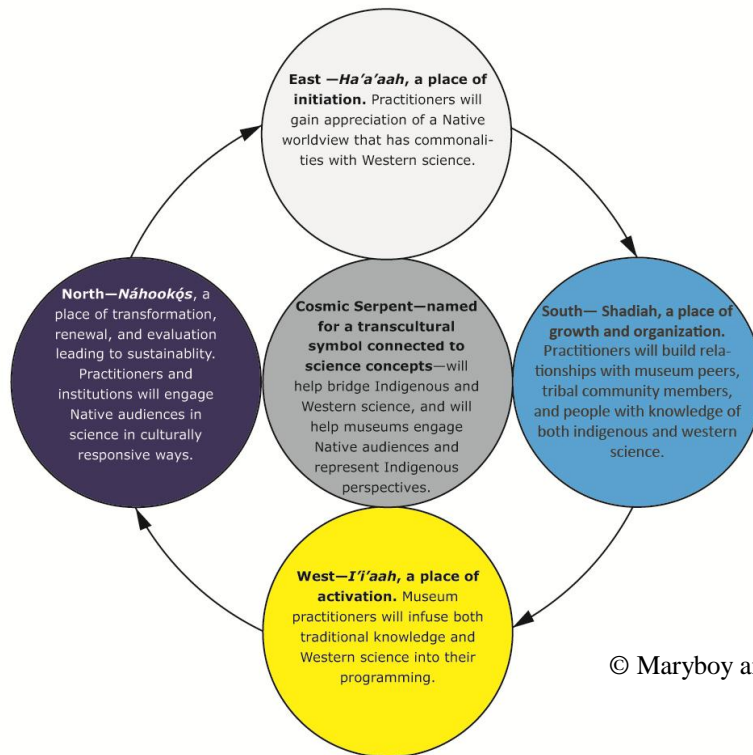 East —Ha’a’aah, a place of
initiation. Practitioners will
gain appreciation of a Native
worldview that has commonali-
ties with Western science.
North—Náhookǫ́s, a
place of transformation,
renewal, and evaluation
leading to sustainablity.
Practitioners and
institutions will engage
Native audiences in
science in culturally
responsive ways.
Cosmic Serpent—named
for a transcultural
symbol connected to
science concepts—will
help bridge Indigenous and
Western science, and will
help museums engage
Native audiences and
represent Indigenous
perspectives.
South— Shadiah, a place of
growth and organization.
Practitioners will build rela-
tionships with museum peers,
tribal community members,
and people with knowledge of
both indigenous and western
science.
West—I’i’aah, a place of
activation. Museum
practitioners will infuse both
traditional knowledge and
Western science into their
programming.
© Maryboy